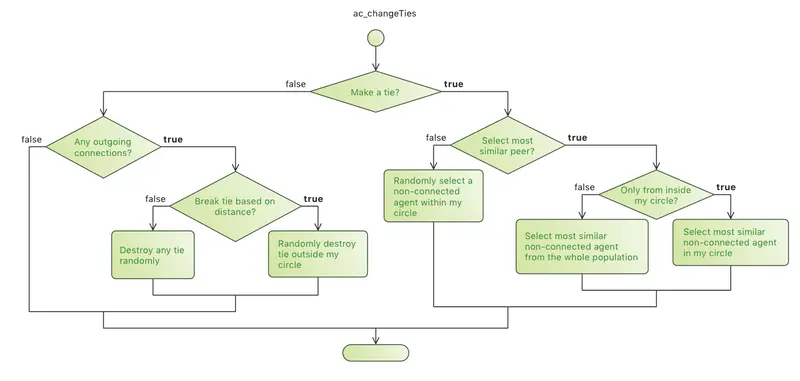 ac_changeTies
false
true
Make a tie?
false
Any outgoing
connections?
true
false
Select most
similar peer?
true
false
Break tie based on
distance?
true
Randomly select a
non-connected
agent within my
circle
false
Only from inside
my circle?
true
Destroy any tie
randomly
Randomly destroy
tie outside my
circle
Select most similar
non-connected agent
from the whole population
Select most similar
non-connected agent
in my circle